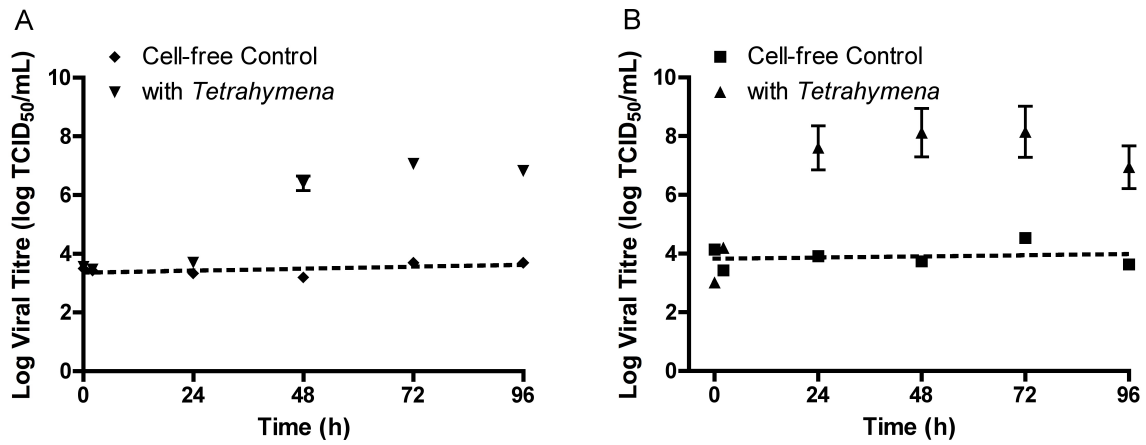 A
Cell-free Control
with Tetrahymena
Log Viral Titre (log TCID50/mL)
10
8
6
4
2
0
0 24 48 72 96
Time (h)
B
Cell-free Control
with Tetrahymena
Log Viral Titre (log TCID50/mL)
10
8
6
4
2
0
0 24 48 72 96
Time (h)